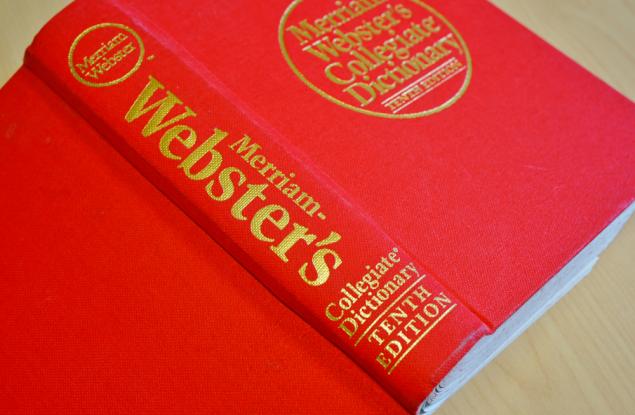 Merriam
Webster
Merriam-
Webster's
Collegiate®
Dictionary
TENTH
EDITION
Merriam
Webster's
Collegiate®
Dictionary
TENTH EDITION